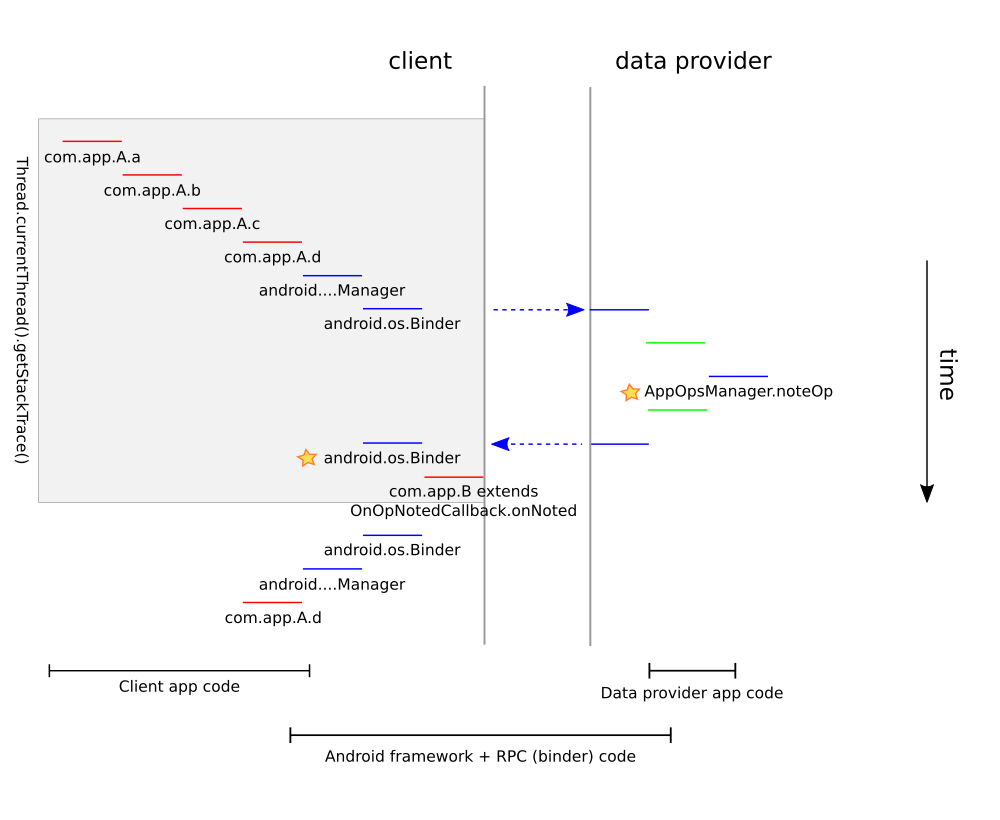 client
data provider
Thread.currentThread().getStackTrace()
com.app.A.a
com.app.A.b
com.app.A.c
com.app.A.d
android....Manager
android.os.Binder
AppOpsManager.noteOp
time
android.os.Binder
com.app.B extends
OnOpNotedCallback.onNoted
android.os.Binder
android....Manager
com.app.A.d
Client app code
Data provider app code
Android framework + RPC (binder) code